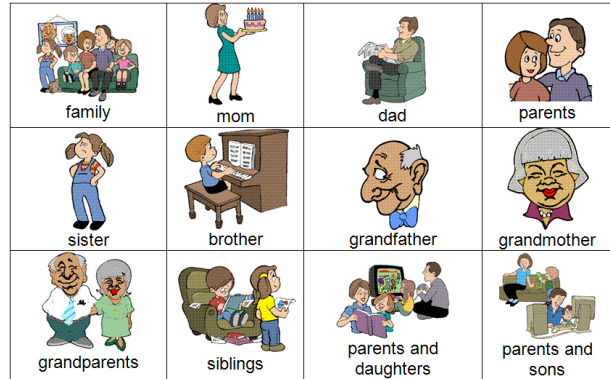 family
mom
dad
parents
sister
brother
grandfather
grandmother
grandparents
siblings
parents and
daughters
parents and
sons